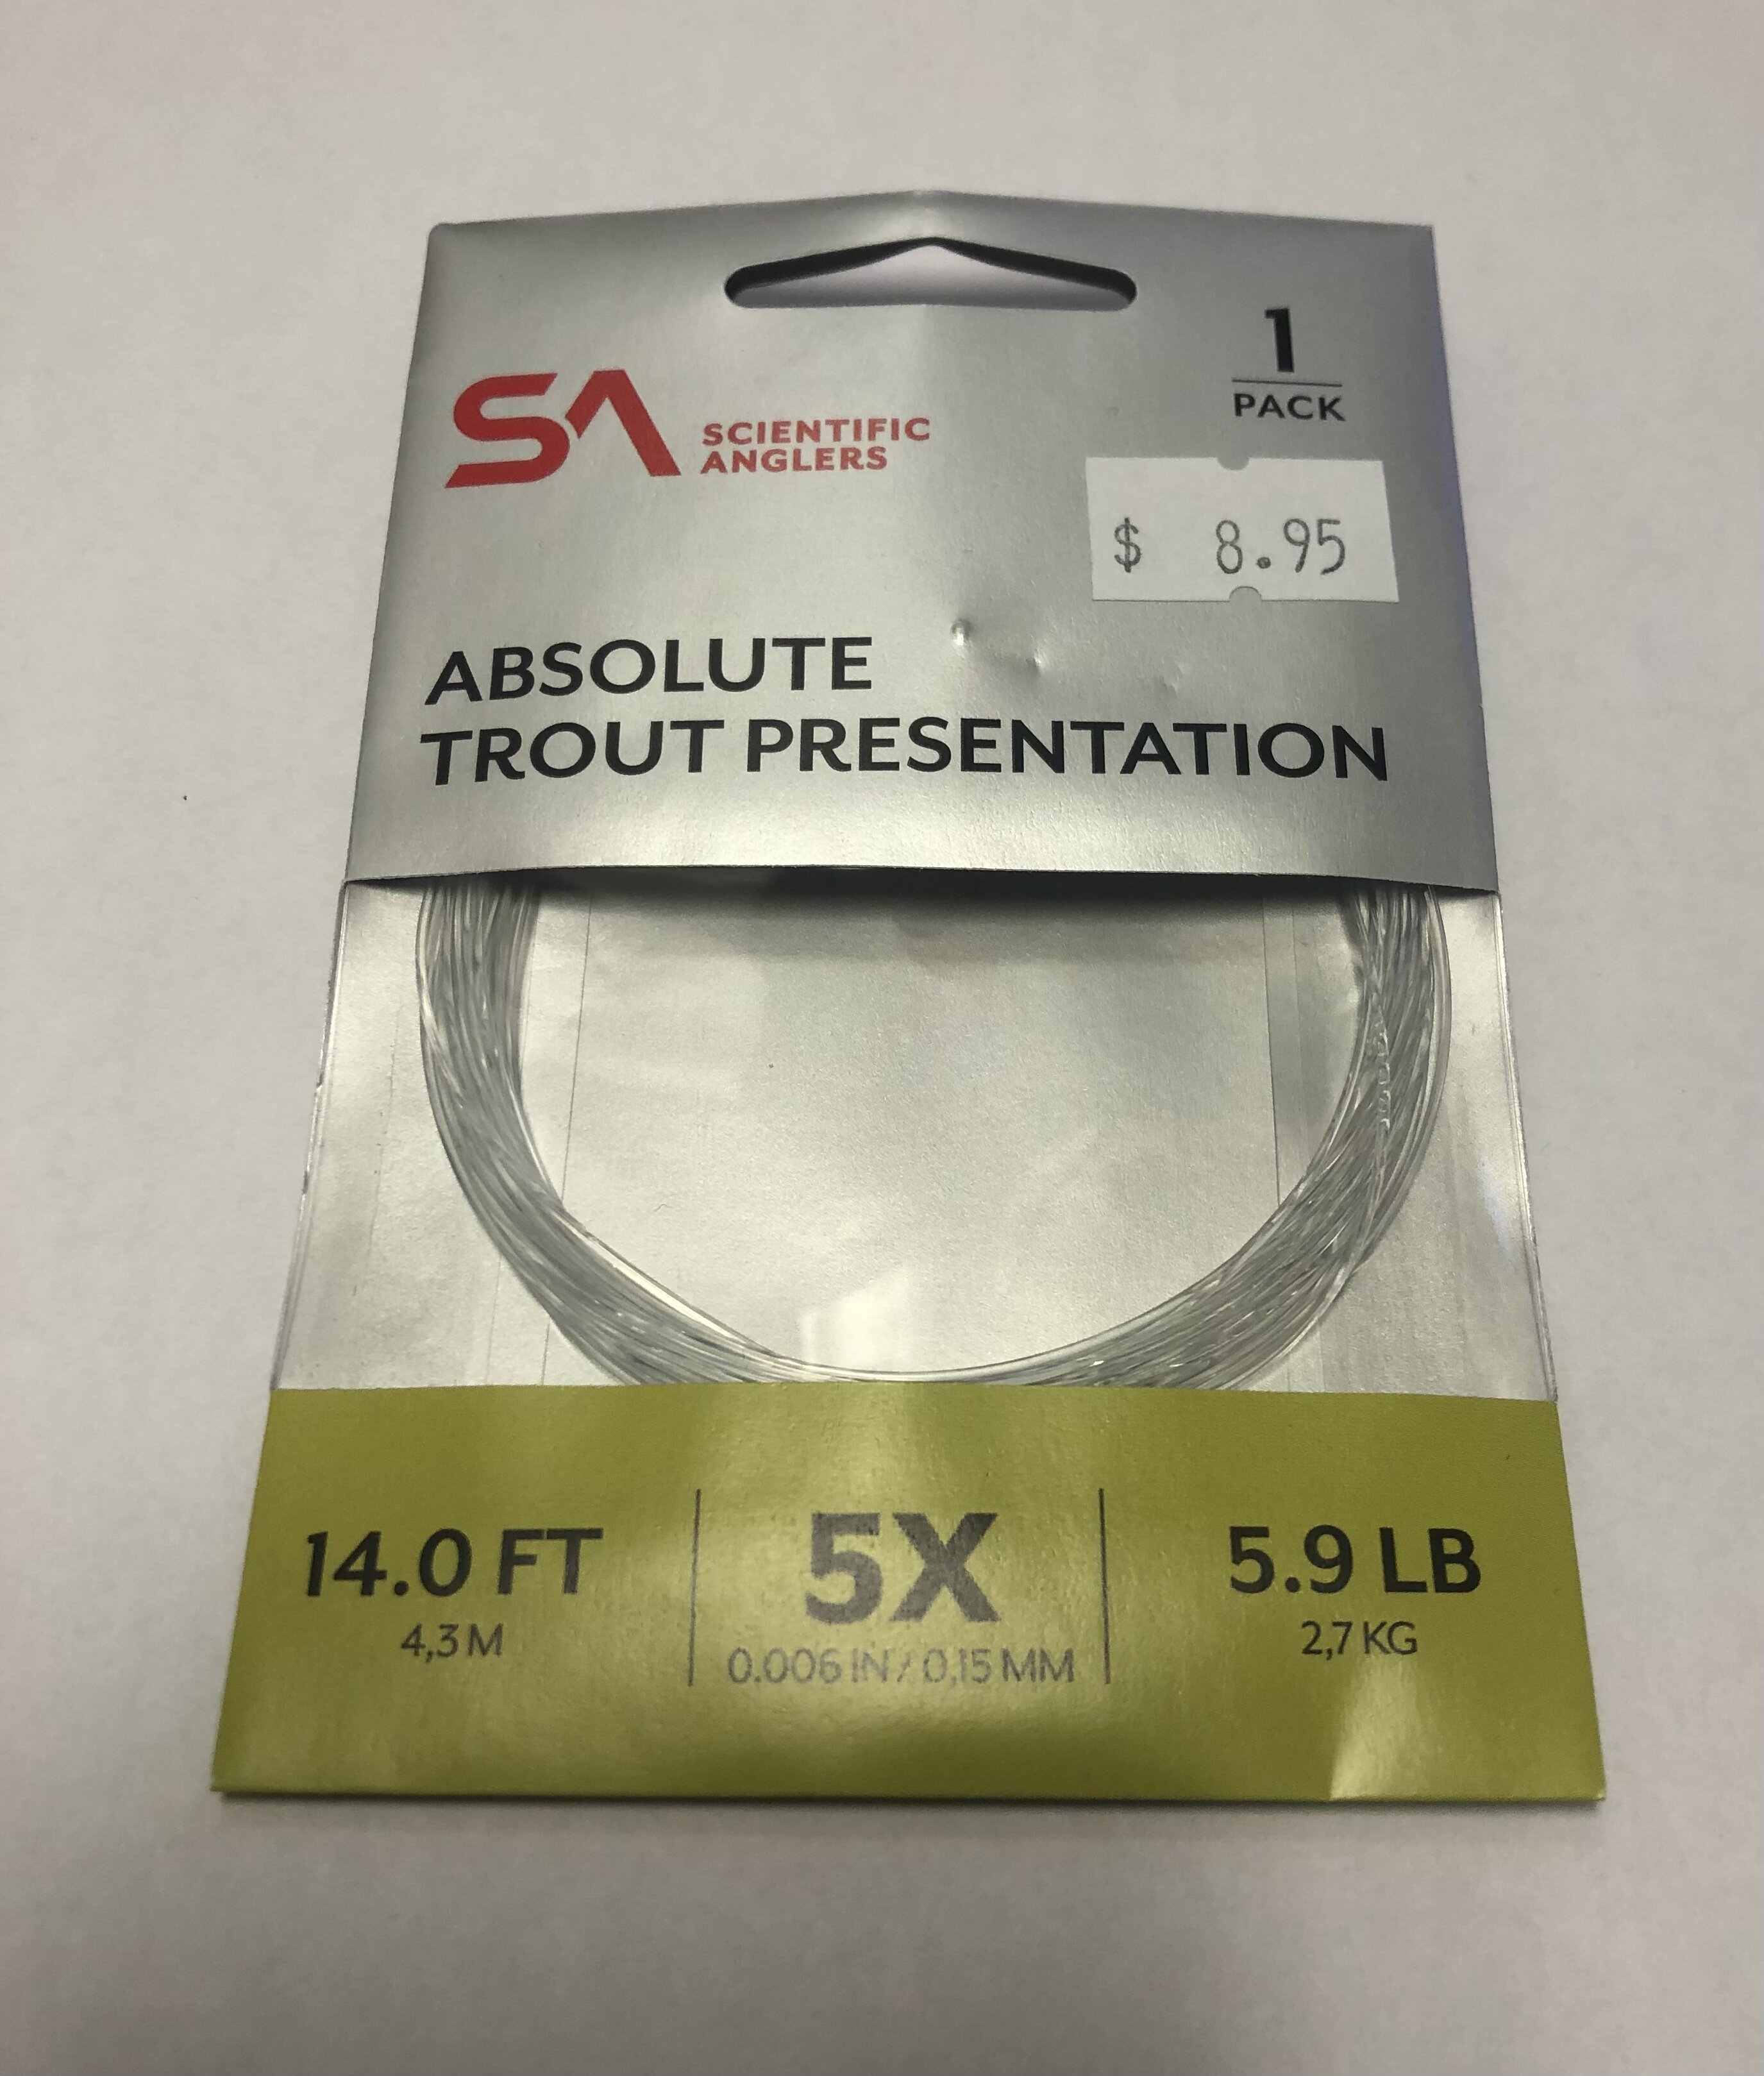 1
PACK
SA
SCIENTIFIC
ANGLERS
$ 8.95
ABSOLUTE
TROUT PRESENTATION
14.0 FT
4,3 M
5X
0.006 IN / 0,15 MM
5.9 LB
2,7 KG